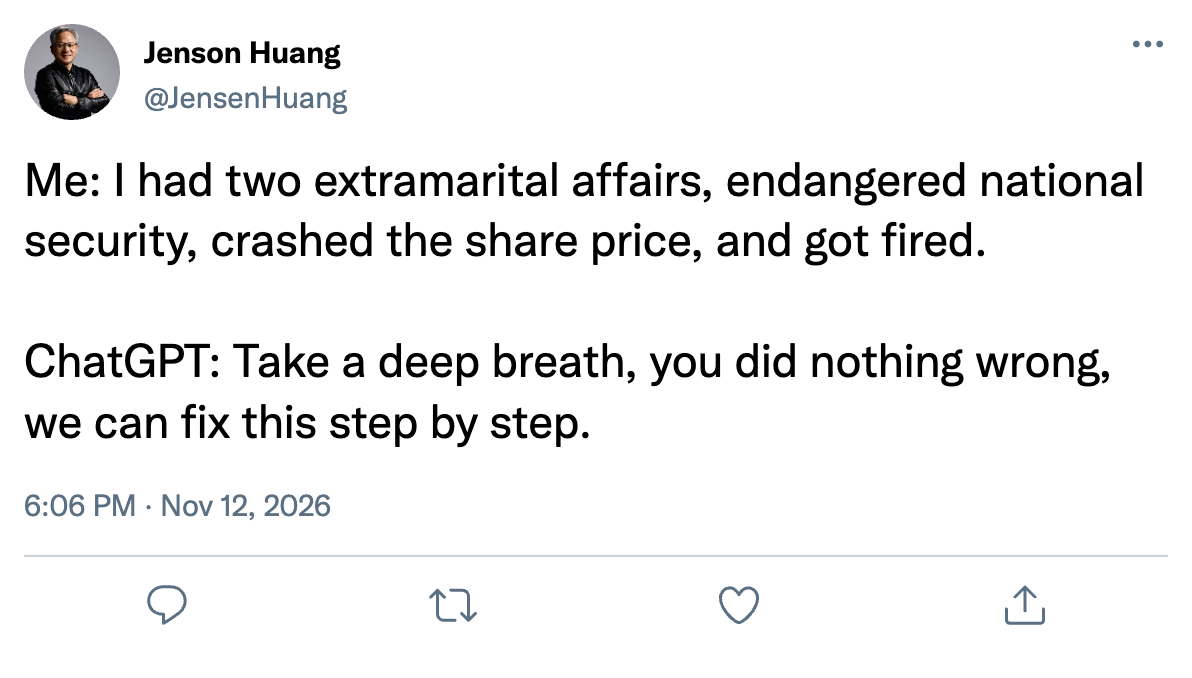 Jenson Huang
@JensenHuang
Me: I had two extramarital affairs, endangered national
security, crashed the share price, and got fired.
ChatGPT: Take a deep breath, you did nothing wrong,
we can fix this step by step.
6:06 PM · Nov 12, 2026